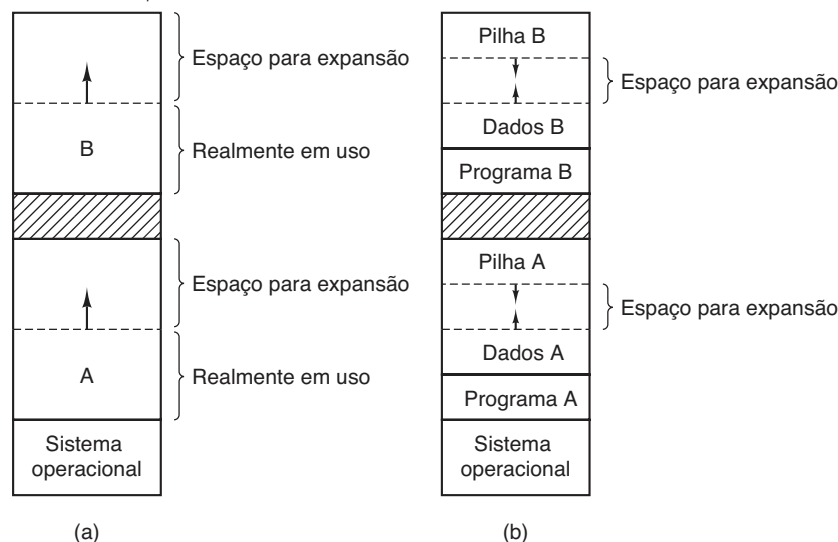 Espaço para expansão
B
Realmente em uso
Espaço para expansão
A
Realmente em uso
Sistema
operacional
(a)
Pilha B
Espaço para expansão
Dados B
Programa B
Pilha A
Espaço para expansão
Dados A
Programa A
Sistema
operacional
(b)